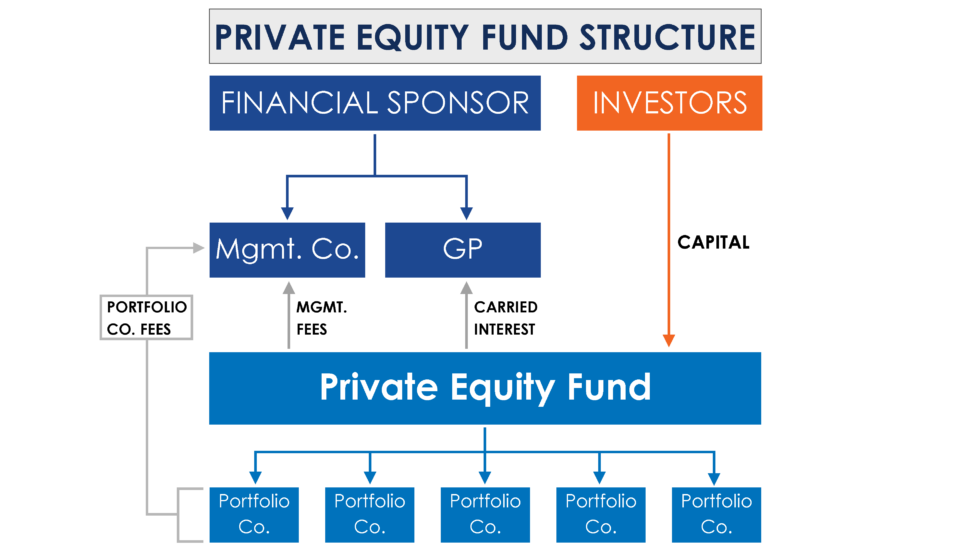 PRIVATE EQUITY FUND STRUCTURE
FINANCIAL SPONSOR
INVESTORS
Mgmt. Co.
GP
CAPITAL
PORTFOLIO
CO. FEES
MGMT.
FEES
CARRIED
INTEREST
Private Equity Fund
Portfolio
Co.
Portfolio
Co.
Portfolio
Co.
Portfolio
Co.
Portfolio
Co.